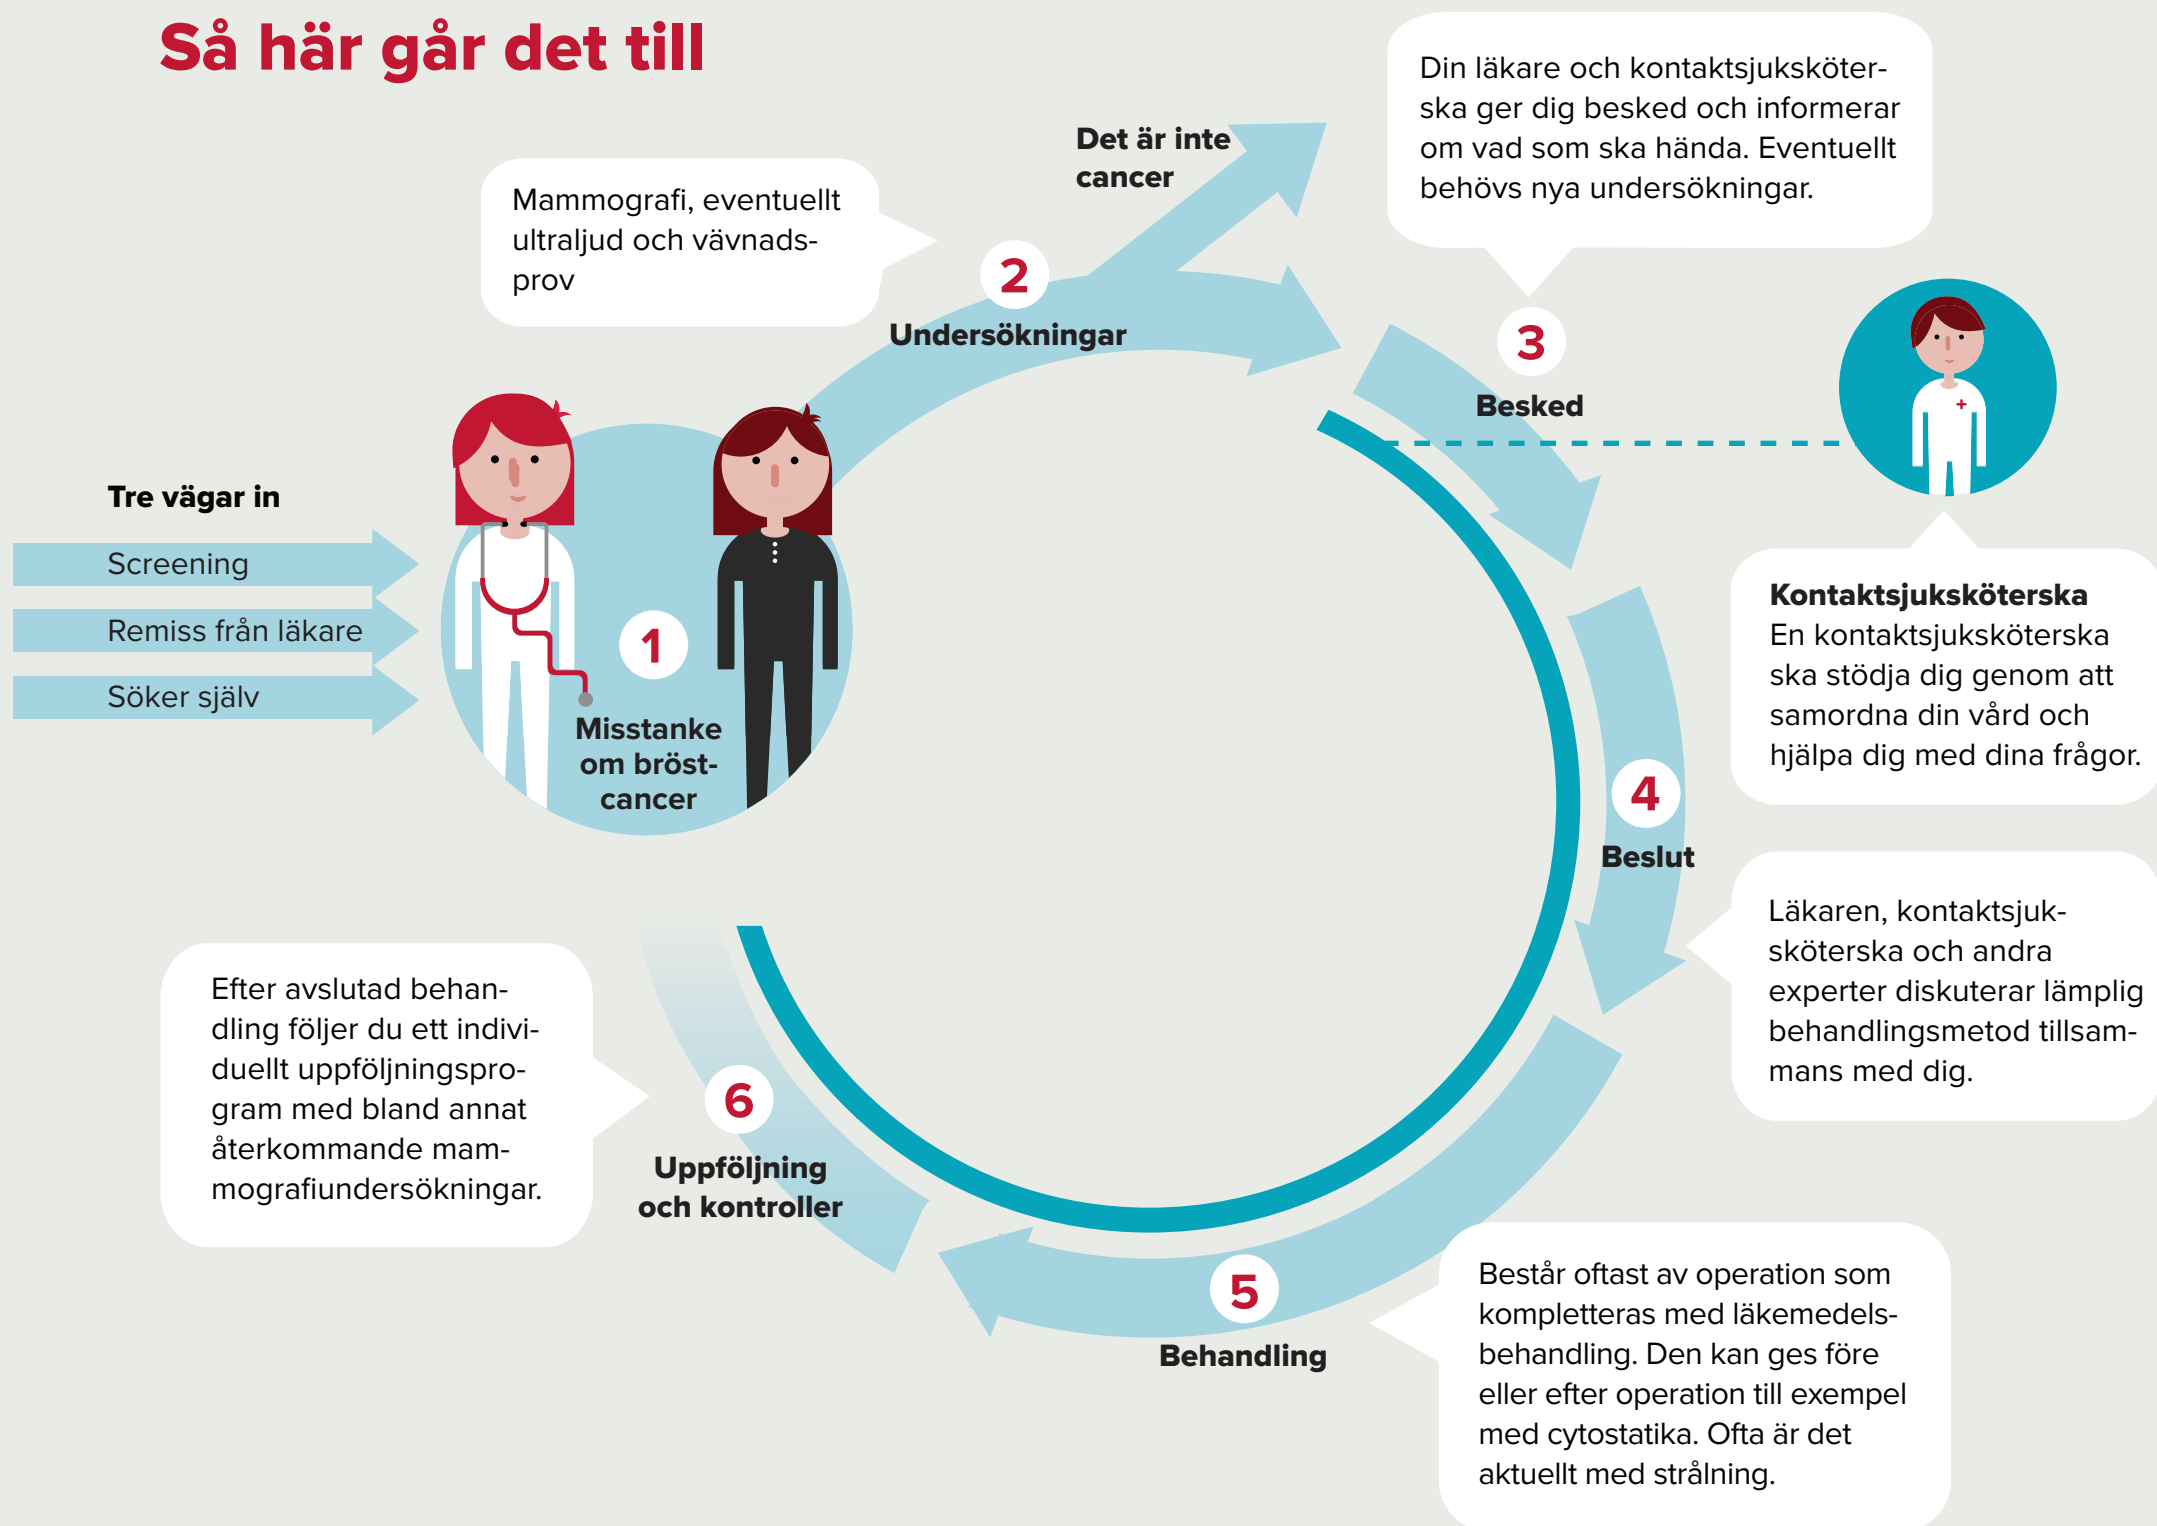 Så här går det till
Tre vägar in
Screening
Remiss från läkare
Söker själv
1
Misstanke
om bröst-
cancer
Mammografi, eventuellt
ultraljud och vävnads-
prov
2
Undersökningar
Det är inte
cancer
Din läkare och kontaktsjuksköter-
ska ger dig besked och informerar
om vad som ska hända. Eventuellt
behövs nya undersökningar.
3
Besked
Kontaktsjuksköterska
En kontaktsjuksköterska
ska stödja dig genom att
samordna din vård och
hjälpa dig med dina frågor.
4
Beslut
Läkaren, kontaktsjuk-
sköterska och andra
experter diskuterar lämplig
behandlingsmetod tillsam-
mans med dig.
5
Behandling
Består oftast av operation som
kompletteras med läkemedels-
behandling. Den kan ges före
eller efter operation till exempel
med cytostatika. Ofta är det
aktuellt med strålning.
6
Uppföljning
och kontroller
Efter avslutad behan-
dling följer du ett indivi-
duellt uppföljningspro-
gram med bland annat
återkommande mam-
mografiundersökningar.